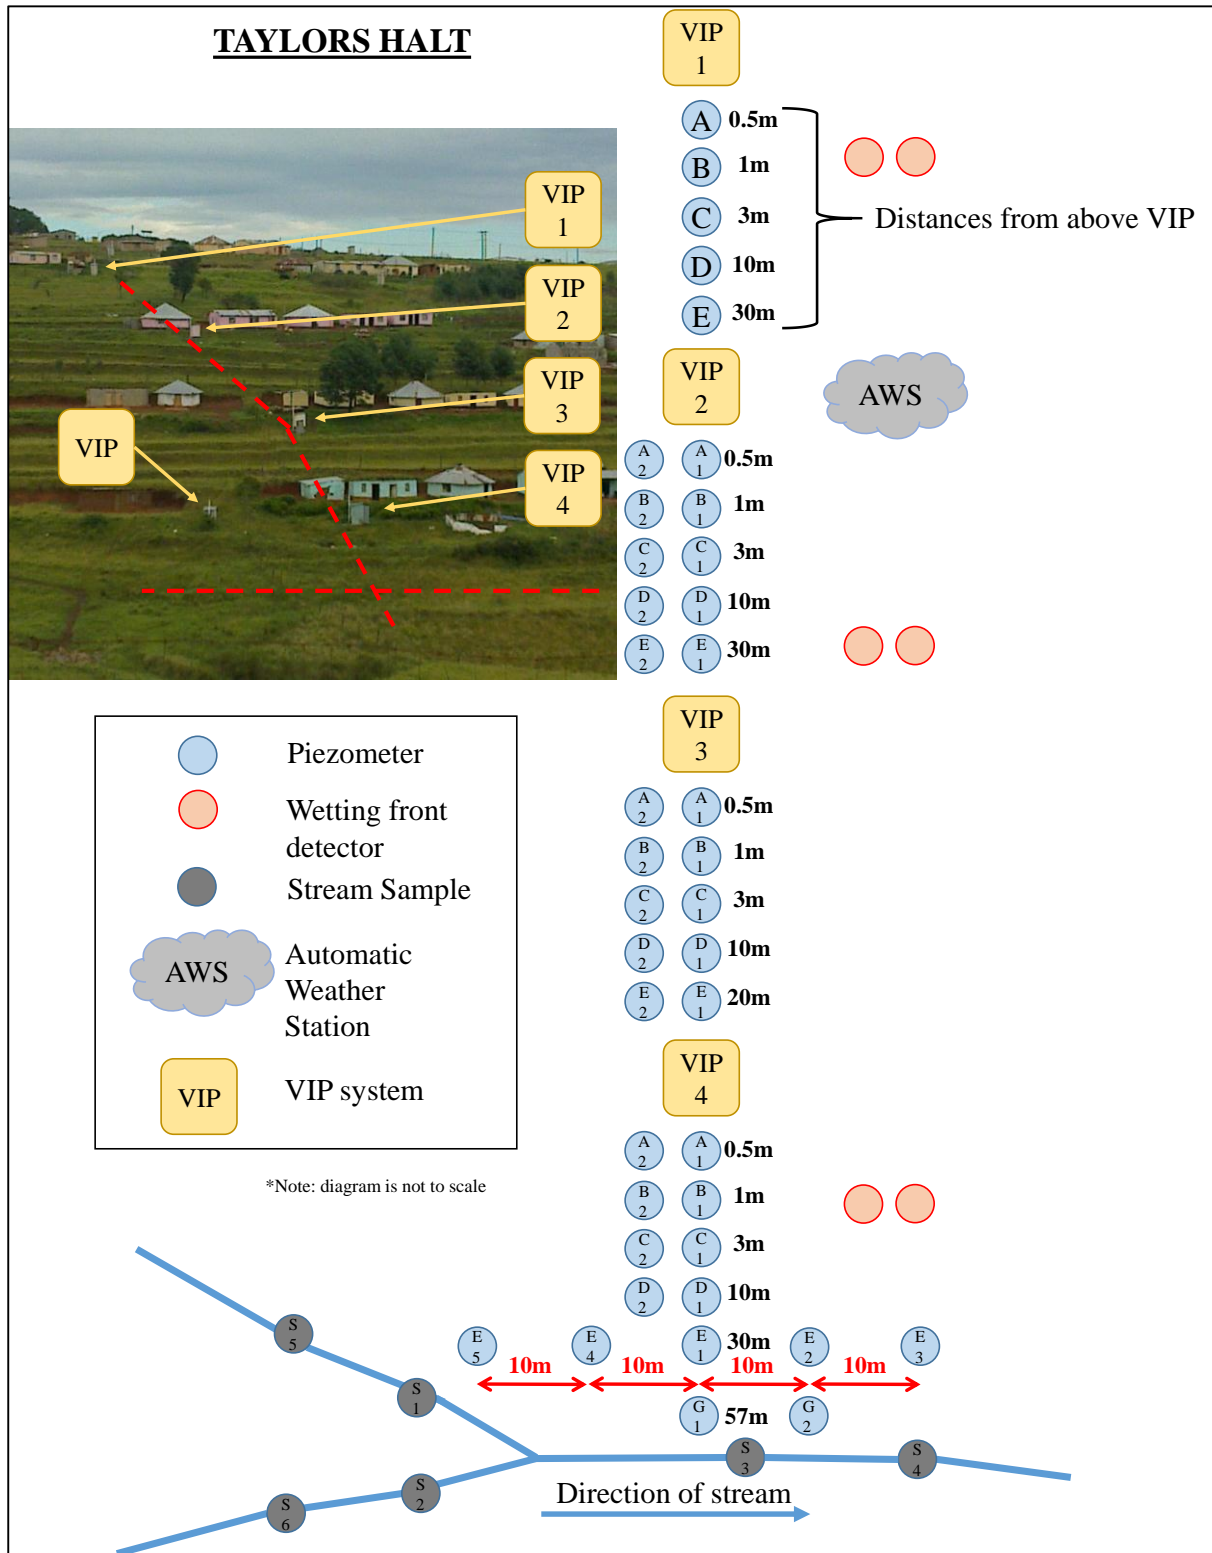 TAYLORS HALT
VIP
1
A 0.5m
B 1m
C 3m
D 10m
E 30m
Distances from above VIP
VIP
1
VIP
2
VIP
3
VIP
VIP
4
VIP
2
AWS
A
2
A
1
0.5m
B
2
B
1
1m
C
2
C
1
3m
D
2
D
1
10m
E
2
E
1
30m
VIP
3
A
2
A
1
0.5m
B
2
B
1
1m
C
2
C
1
3m
D
2
D
1
10m
E
2
E
1
20m
VIP
4
A
2
A
1
0.5m
B
2
B
1
1m
C
2
C
1
3m
D
2
D
1
10m
E
5
E
4
E
1
30m
E
2
E
3
10m 10m 10m 10m
G
1
57m
G
2
Piezometer
Wetting front
detector
Stream Sample
AWS
Automatic
Weather
Station
VIP
VIP system
*Note: diagram is not to scale
S
5
S
1
S
3
S
4
S
2
S
6
Direction of stream